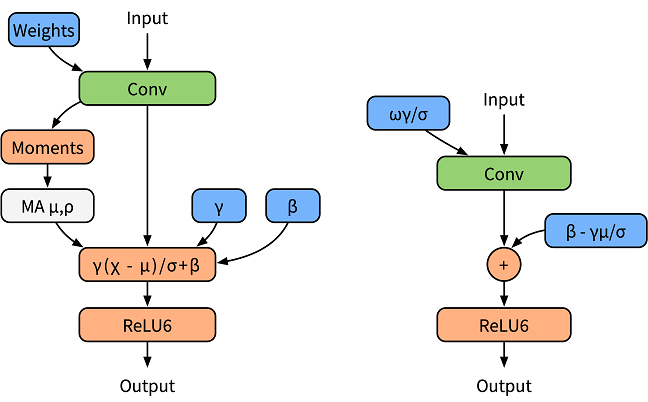 Weights
Input
Conv
Moments
MA μ,ρ
γ
β
γ(χ - μ)/σ+β
ReLU6
Output
ωγ/σ
Input
Conv
β - γμ/σ
+
ReLU6
Output